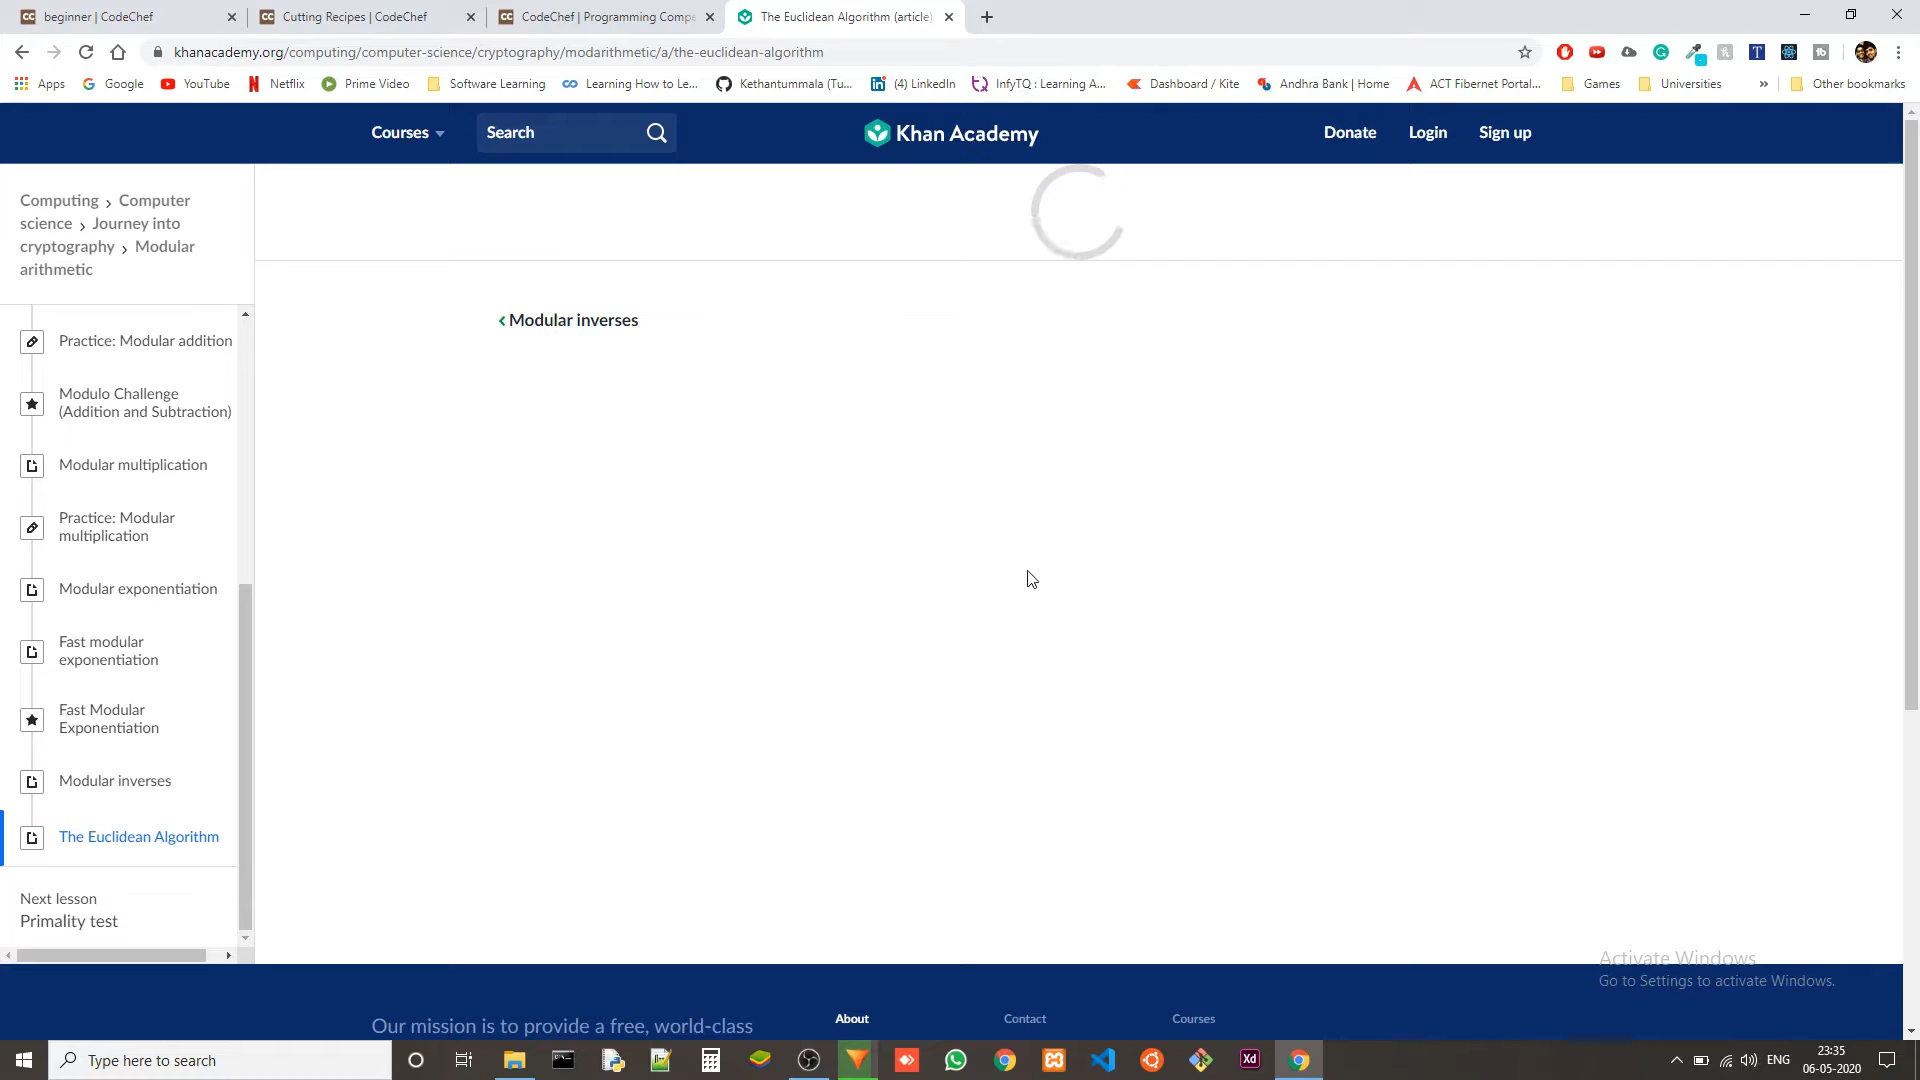 beginner | CodeChef
Cutting Recipes | CodeChef
CodeChef | Programming Compe
The Euclidean Algorithm (article)
khanacademy.org/computing/computer-science/cryptography/modarithmetic/a/the-euclidean-algorithm
Apps
Google
YouTube
Netflix
Prime Video
Software Learning
Learning How to Le...
Kethantummala (Tu...
(4) LinkedIn
InfyTQ : Learning A...
Dashboard / Kite
Andhra Bank | Home
ACT Fibernet Portal...
Games
Universities
»
Other bookmarks
Courses
Search
Khan Academy
Donate
Login
Sign up
Computing › Computer
science › Journey into
cryptography › Modular
arithmetic
‹ Modular inverses
Practice: Modular addition
Modulo Challenge
(Addition and Subtraction)
Modular multiplication
Practice: Modular
multiplication
Modular exponentiation
Fast modular
exponentiation
Fast Modular
Exponentiation
Modular inverses
The Euclidean Algorithm
Next lesson
Primality test
Activate Windows
Go to Settings to activate Windows.
Our mission is to provide a free, world-class
About
Contact
Courses
Type here to search
Xd
ENG
23:35
06-05-2020